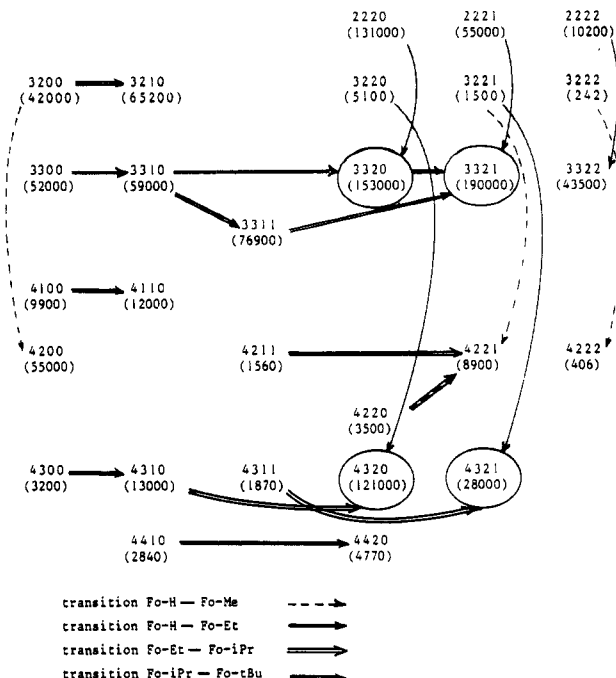 2220 2221 2222
(131000) (55000) (10200)
3200 3210 3220 3221 3222
(42000) (65200) (5100) (1500) (242)
3300 3310 3320 3321 3322
(52000) (59000) (153000) (190000) (43500)
3311
(76900)
4100 4110
(9900) (12000)
4200 4211 4221 4222
(55000) (1560) (8900) (406)
4220
(3500)
4300 4310 4311 4320 4321
(3200) (13000) (1870) (121000) (28000)
4410 4420
(2840) (4770)
transition Fo-H — Fo-Me
transition Fo-H — Fo-Et
transition Fo-Et — Fo-iPr
transition Fo-iPr — Fo-tBu